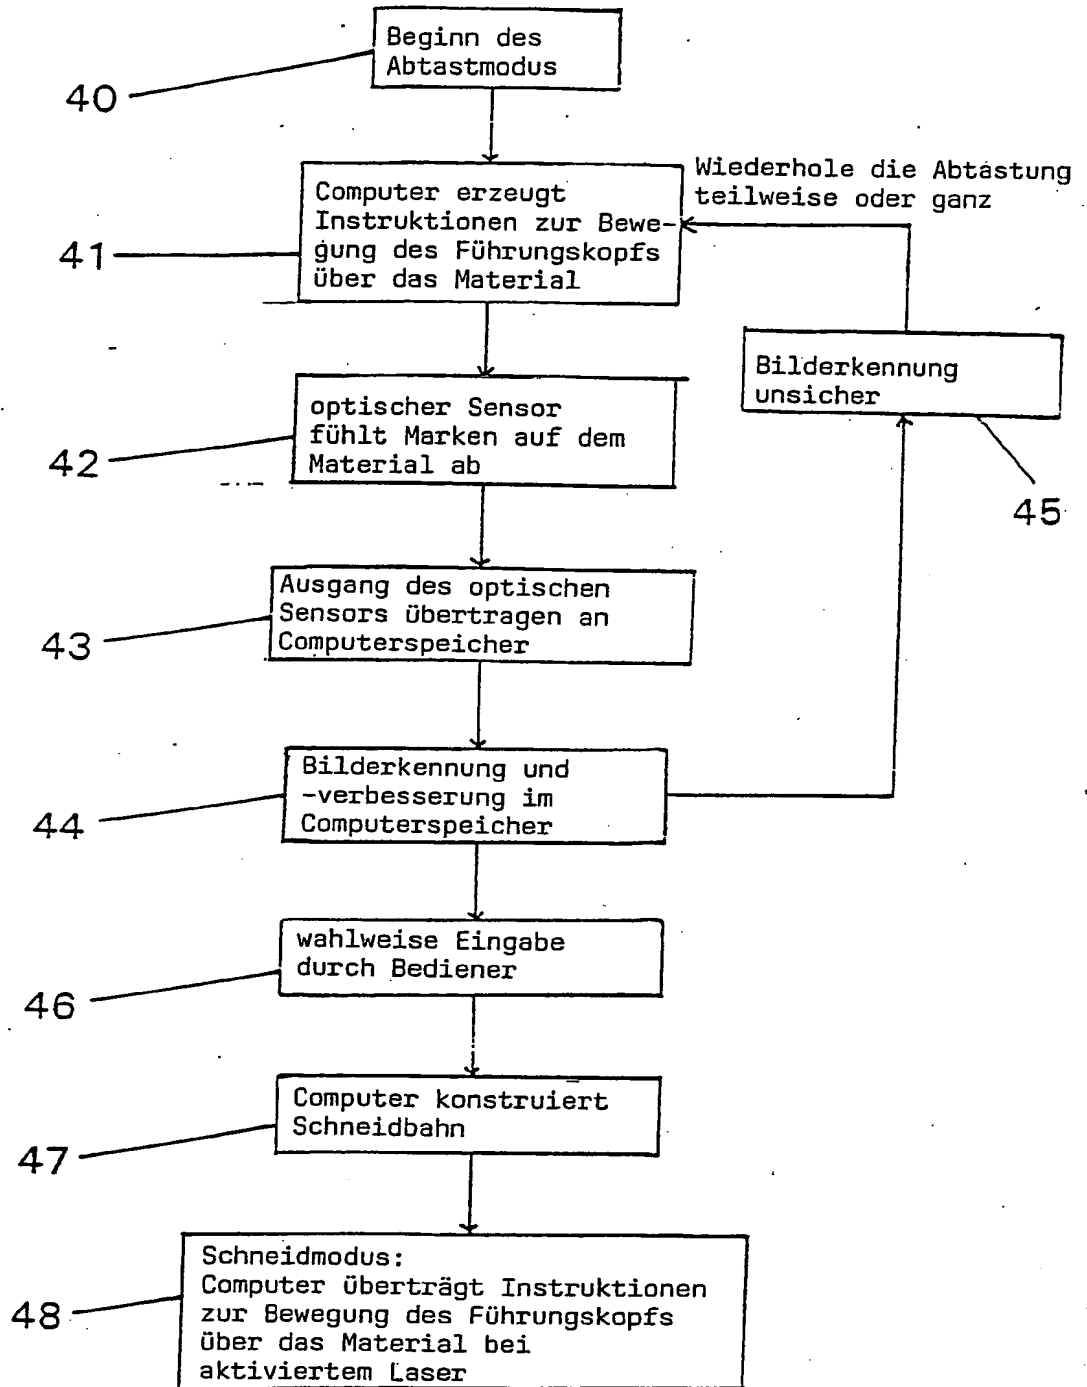 Beginn des
Abtastmodus
40
Wiederhole die Abtastung
teilweise oder ganz
Computer erzeugt
Instruktionen zur Bewe-
gung des Führungskopfs
über das Material
41
Bilderkennung
unsicher
45
optischer Sensor
fühlt Marken auf dem
Material ab
42
Ausgang des optischen
Sensors übertragen an
Computerspeicher
43
Bilderkennung und
-verbesserung im
Computerspeicher
44
wahlweise Eingabe
durch Bediener
46
Computer konstruiert
Schneidbahn
47
Schneidmodus:
Computer überträgt Instruktionen
zur Bewegung des Führungskopfs
über das Material bei
aktiviertem Laser
48